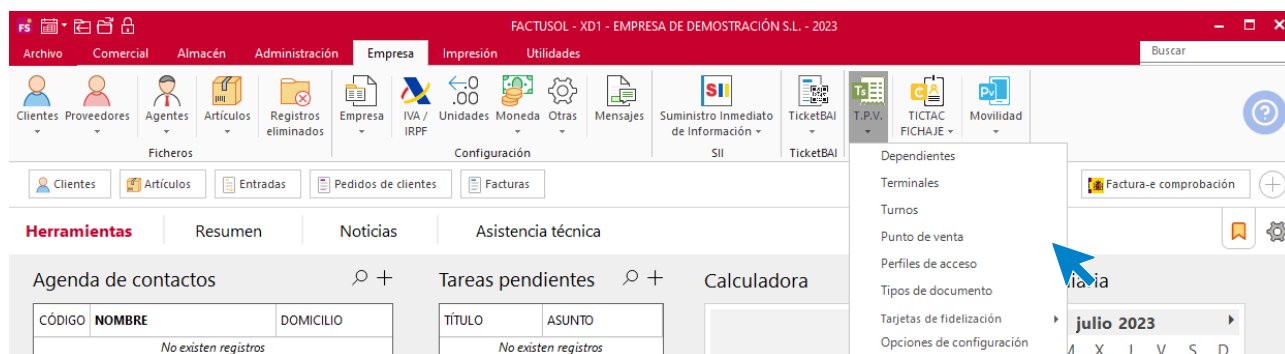 FS FACTUSOL - XD1 - EMPRESA DE DEMOSTRACIÓN S.L. - 2023
Archivo Comercial Almacén Administración Empresa Impresión Utilidades Buscar
Clientes Proveedores Agentes Artículos Registros eliminados Empresa IVA / IRPF Unidades Moneda Otras Mensajes Suministro Inmediato de Información TicketBAI T.P.V. TICTAC FICHAJE Movilidad
Ficheros Configuración SII TicketBAI
Clientes Artículos Entradas Pedidos de clientes Facturas Factura-e comprobación
Dependientes
Terminales
Turnos
Punto de venta
Perfiles de acceso
Tipos de documento
Tarjetas de fidelización
Opciones de configuración
Herramientas Resumen Noticias Asistencia técnica
Agenda de contactos Tareas pendientes Calculadora
CÓDIGO NOMBRE DOMICILIO TÍTULO ASUNTO julio 2023
No existen registros No existen registros M X J V S D